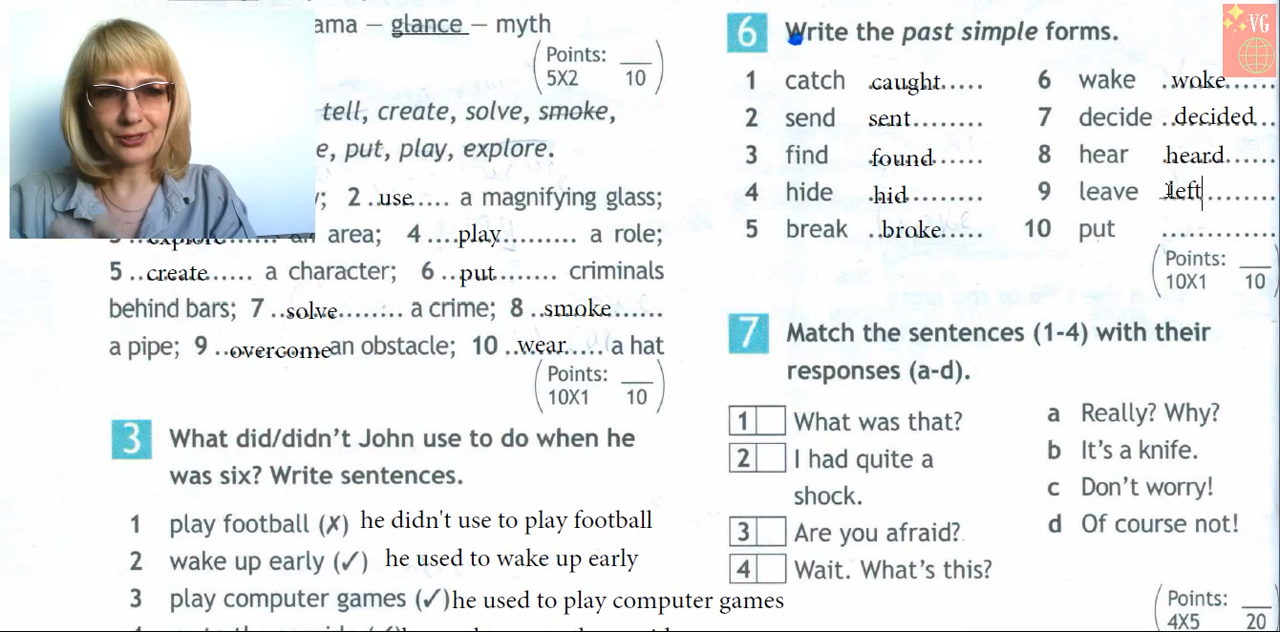 ama – glance – myth
Points:
5X2 10
tell, create, solve, smoke,
e, put, play, explore.
; 2 ..use..... a magnifying glass;
explore an area; 4 ....play.......... a role;
5 ..create...... a character; 6 ..put........ criminals
behind bars; 7 ..solve........ a crime; 8 ..smoke......
a pipe; 9 ..overcome an obstacle; 10 ..wear..... a hat
Points:
10X1 10
3 What did/didn't John use to do when he
was six? Write sentences.
1 play football (✗) he didn't use to play football
2 wake up early (✓) he used to wake up early
3 play computer games (✓) he used to play computer games
VG
6 Write the past simple forms.
1 catch .caught..... 6 wake ..woke......
2 send sent........ 7 decide ..decided...
3 find .found...... 8 hear .heard......
4 hide .hid...... 9 leave left........
5 break ..broke..... 10 put ..............
Points:
10X1 10
7 Match the sentences (1-4) with their
responses (a-d).
1 What was that? a Really? Why?
2 I had quite a b It's a knife.
shock. c Don't worry!
3 Are you afraid? d Of course not!
4 Wait. What's this?
Points:
4X5 20